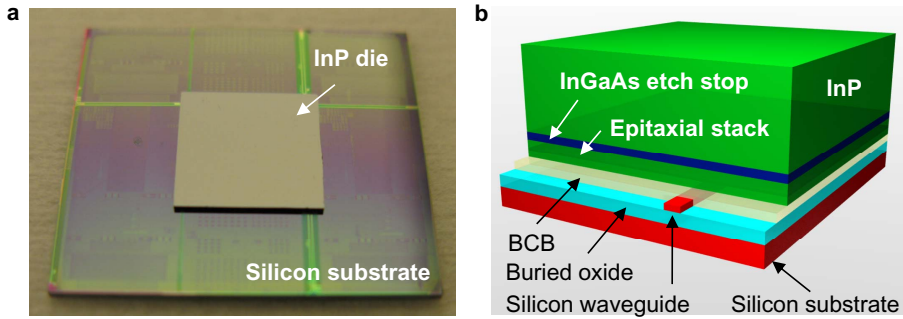 a
InP die
Silicon substrate
b
InGaAs etch stop
InP
Epitaxial stack
BCB
Buried oxide
Silicon waveguide
Silicon substrate